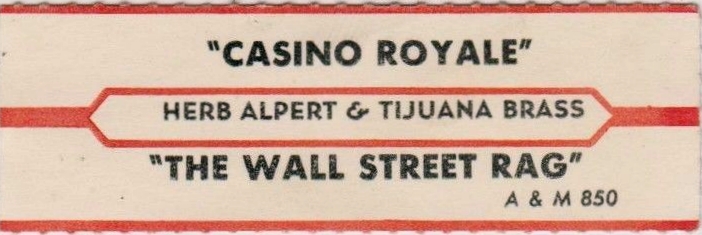 "CASINO ROYALE"
HERB ALPERT & TIJUANA BRASS
"THE WALL STREET RAG"
A & M 850